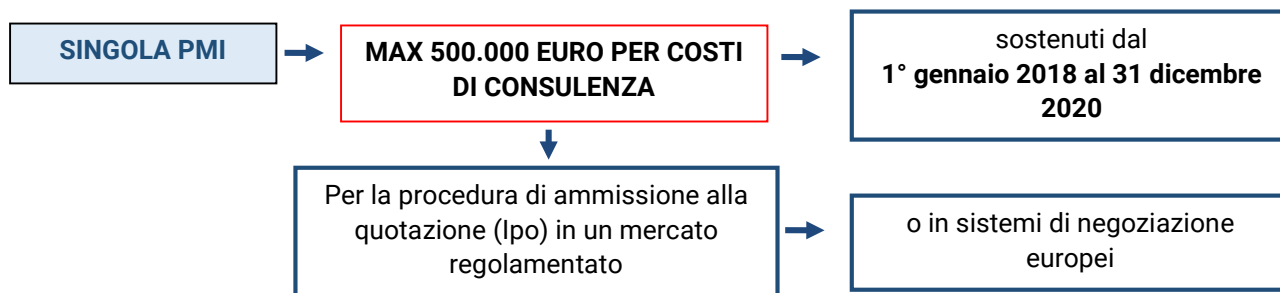 SINGOLA PMI
MAX 500.000 EURO PER COSTI
DI CONSULENZA
sostenuti dal
1° gennaio 2018 al 31 dicembre
2020
Per la procedura di ammissione alla
quotazione (Ipo) in un mercato
regolamentato
o in sistemi di negoziazione
europei